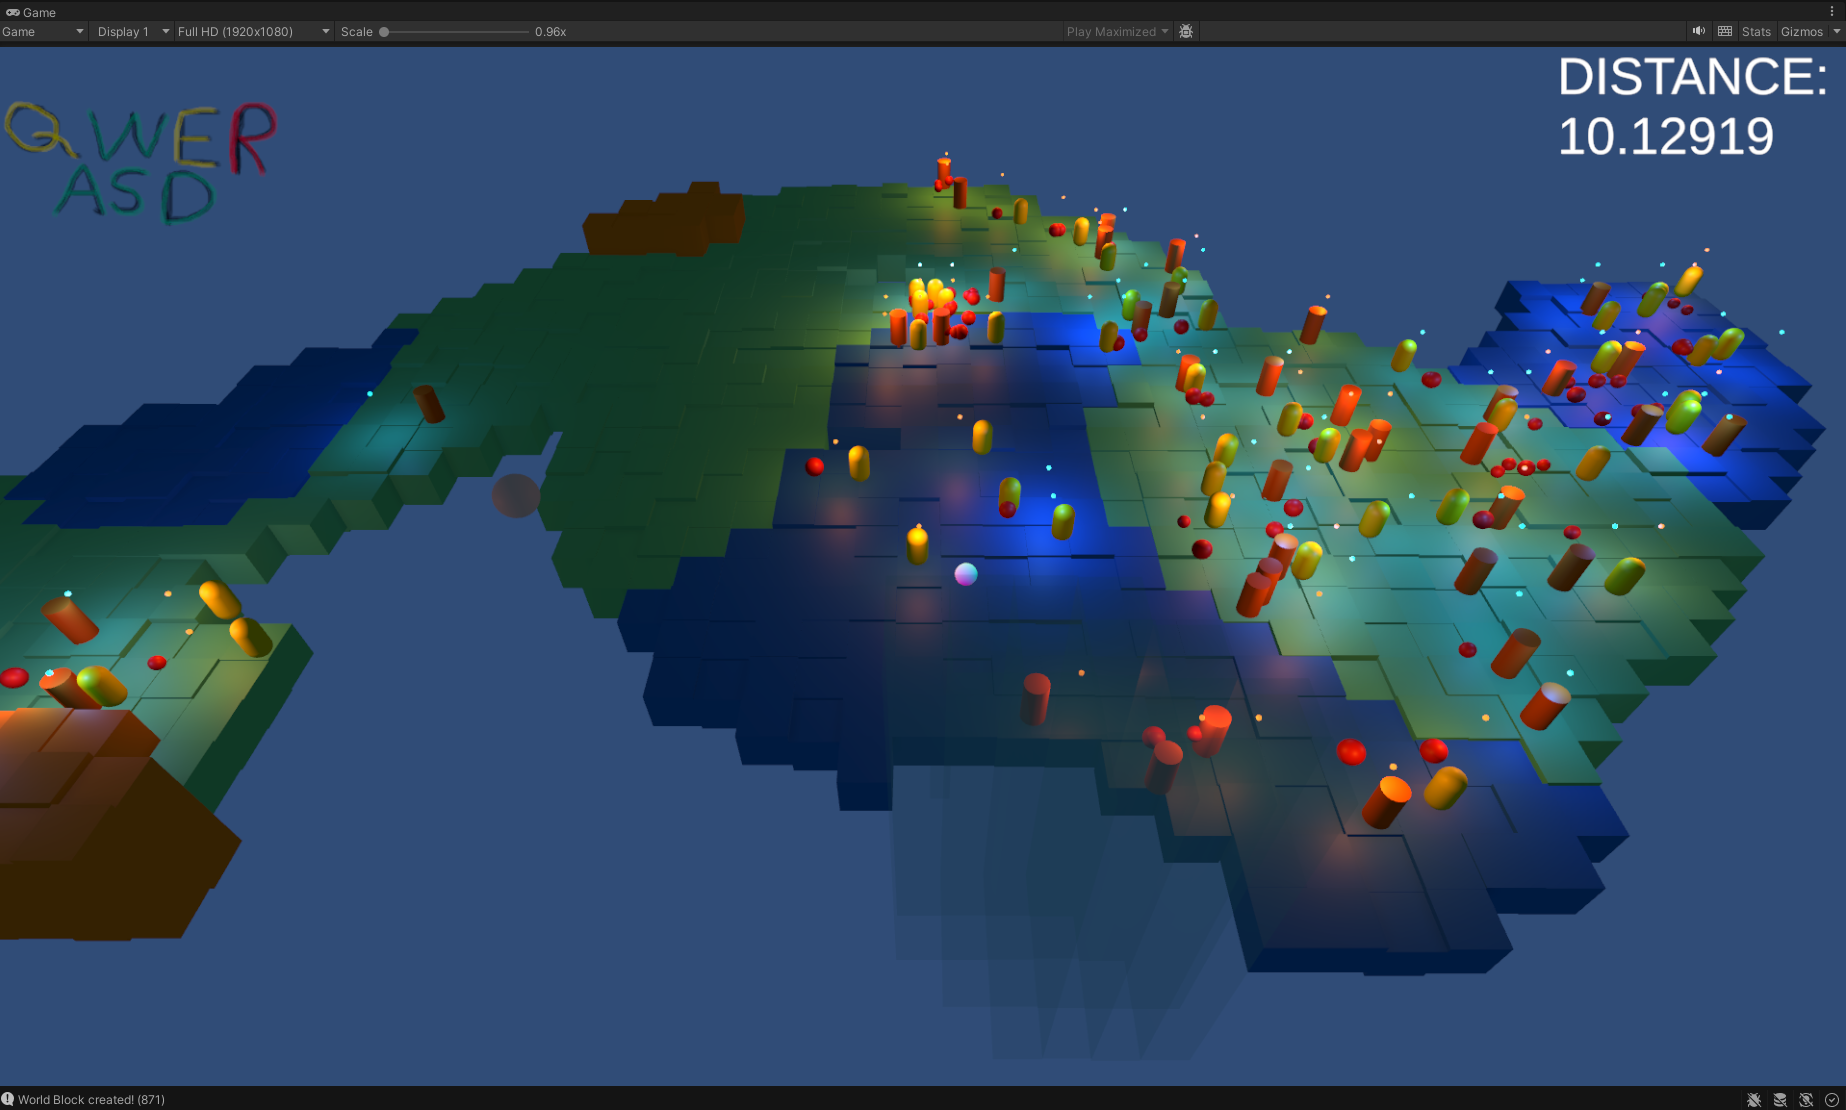 Game
Game Display 1 Full HD (1920x1080) Scale 0.96x Play Maximized Stats Gizmos
QWER
ASD
DISTANCE:
10.12919
World Block created! (871)